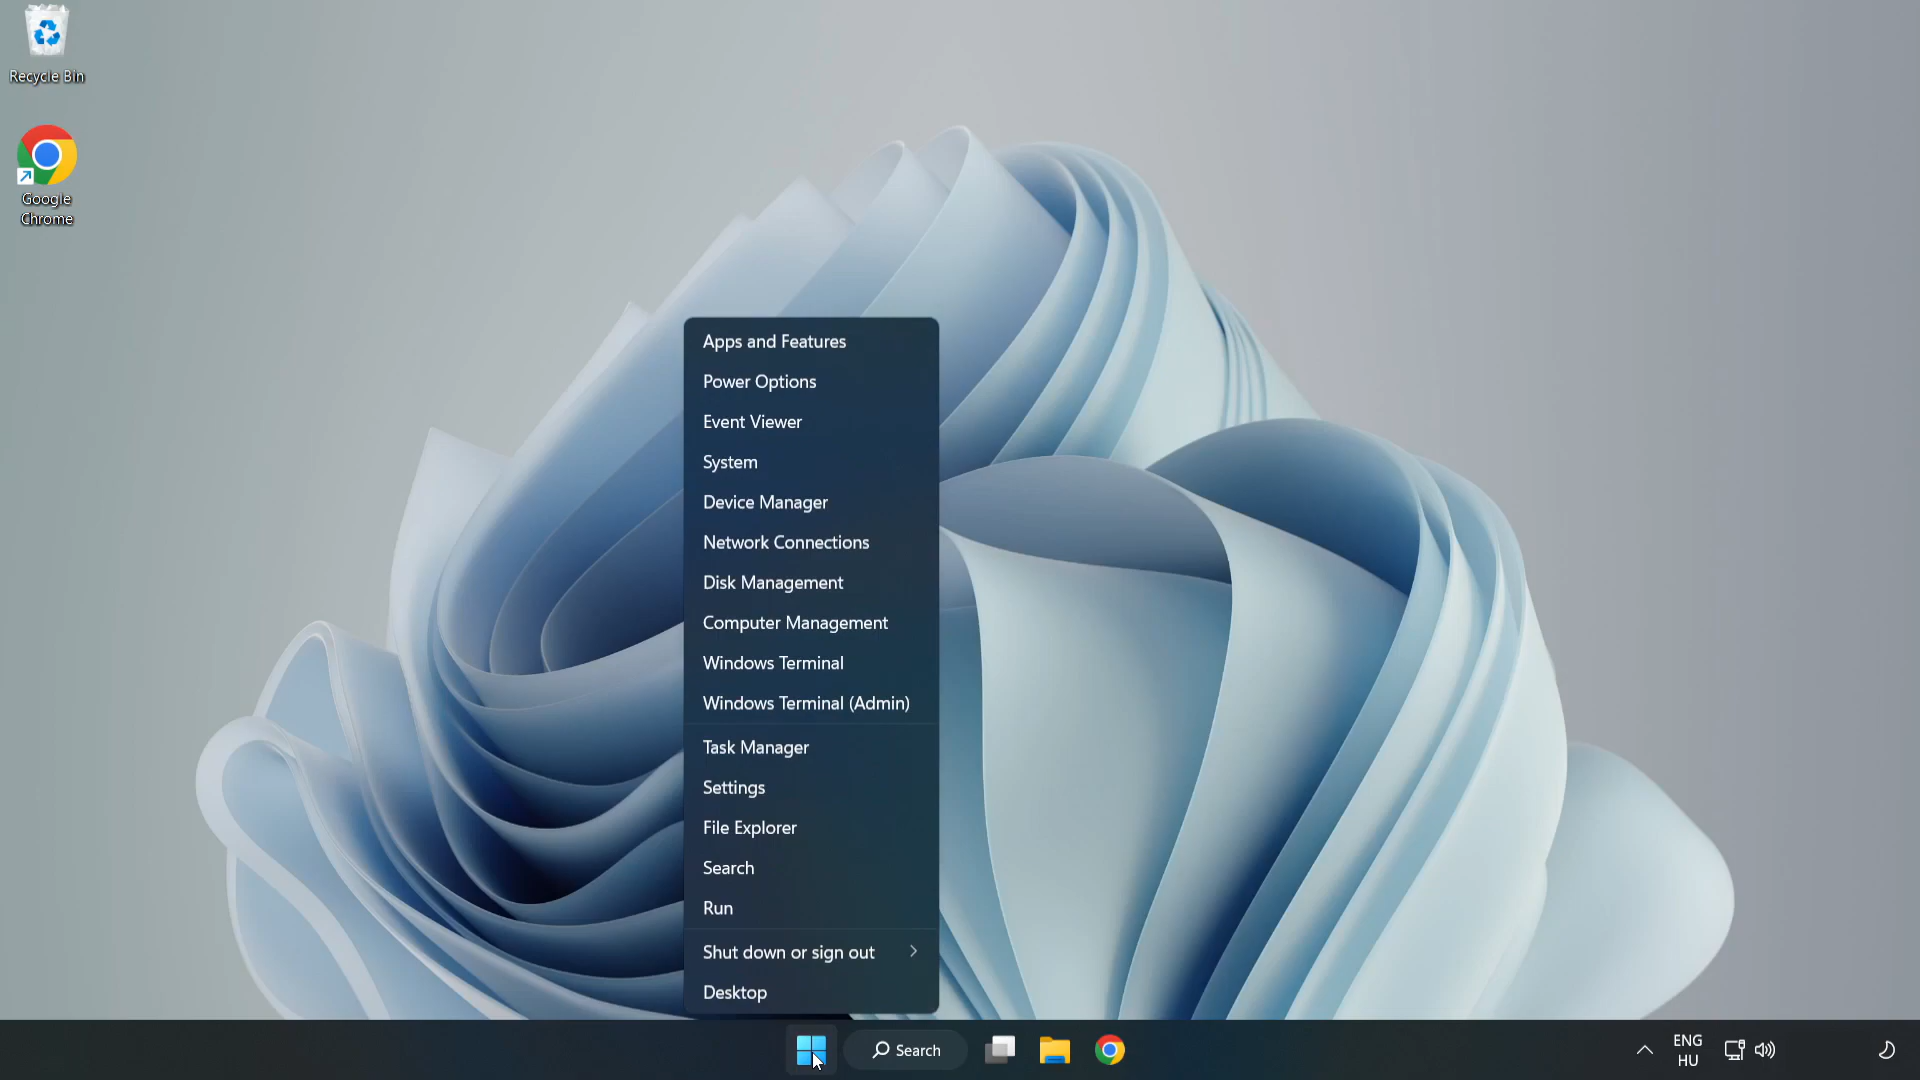 Recycle Bin
Google
Chrome
Apps and Features
Power Options
Event Viewer
System
Device Manager
Network Connections
Disk Management
Computer Management
Windows Terminal
Windows Terminal (Admin)
Task Manager
Settings
File Explorer
Search
Run
Shut down or sign out
Desktop
Search
ENG
HU